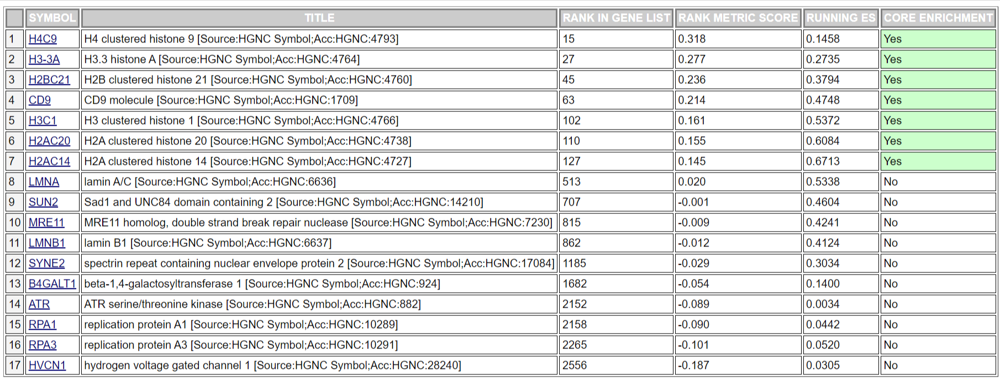 SYMBOL TITLE RANK IN GENE LIST RANK METRIC SCORE RUNNING ES CORE ENRICHMENT
1 H4C9 H4 clustered histone 9 [Source:HGNC Symbol;Acc:HGNC:4793] 15 0.318 0.1458 Yes
2 H3-3A H3.3 histone A [Source:HGNC Symbol;Acc:HGNC:4764] 27 0.277 0.2735 Yes
3 H2BC21 H2B clustered histone 21 [Source:HGNC Symbol;Acc:HGNC:4760] 45 0.236 0.3794 Yes
4 CD9 CD9 molecule [Source:HGNC Symbol;Acc:HGNC:1709] 63 0.214 0.4748 Yes
5 H3C1 H3 clustered histone 1 [Source:HGNC Symbol;Acc:HGNC:4766] 102 0.161 0.5372 Yes
6 H2AC20 H2A clustered histone 20 [Source:HGNC Symbol;Acc:HGNC:4738] 110 0.155 0.6084 Yes
7 H2AC14 H2A clustered histone 14 [Source:HGNC Symbol;Acc:HGNC:4727] 127 0.145 0.6713 Yes
8 LMNA lamin A/C [Source:HGNC Symbol;Acc:HGNC:6636] 513 0.020 0.5338 No
9 SUN2 Sad1 and UNC84 domain containing 2 [Source:HGNC Symbol;Acc:HGNC:14210] 707 -0.001 0.4604 No
10 MRE11 MRE11 homolog, double strand break repair nuclease [Source:HGNC Symbol;Acc:HGNC:7230] 815 -0.009 0.4241 No
11 LMNB1 lamin B1 [Source:HGNC Symbol;Acc:HGNC:6637] 862 -0.012 0.4124 No
12 SYNE2 spectrin repeat containing nuclear envelope protein 2 [Source:HGNC Symbol;Acc:HGNC:17084] 1185 -0.029 0.3034 No
13 B4GALT1 beta-1,4-galactosyltransferase 1 [Source:HGNC Symbol;Acc:HGNC:924] 1682 -0.054 0.1400 No
14 ATR ATR serine/threonine kinase [Source:HGNC Symbol;Acc:HGNC:882] 2152 -0.089 0.0034 No
15 RPA1 replication protein A1 [Source:HGNC Symbol;Acc:HGNC:10289] 2158 -0.090 0.0442 No
16 RPA3 replication protein A3 [Source:HGNC Symbol;Acc:HGNC:10291] 2265 -0.101 0.0520 No
17 HVCN1 hydrogen voltage gated channel 1 [Source:HGNC Symbol;Acc:HGNC:28240] 2556 -0.187 0.0305 No